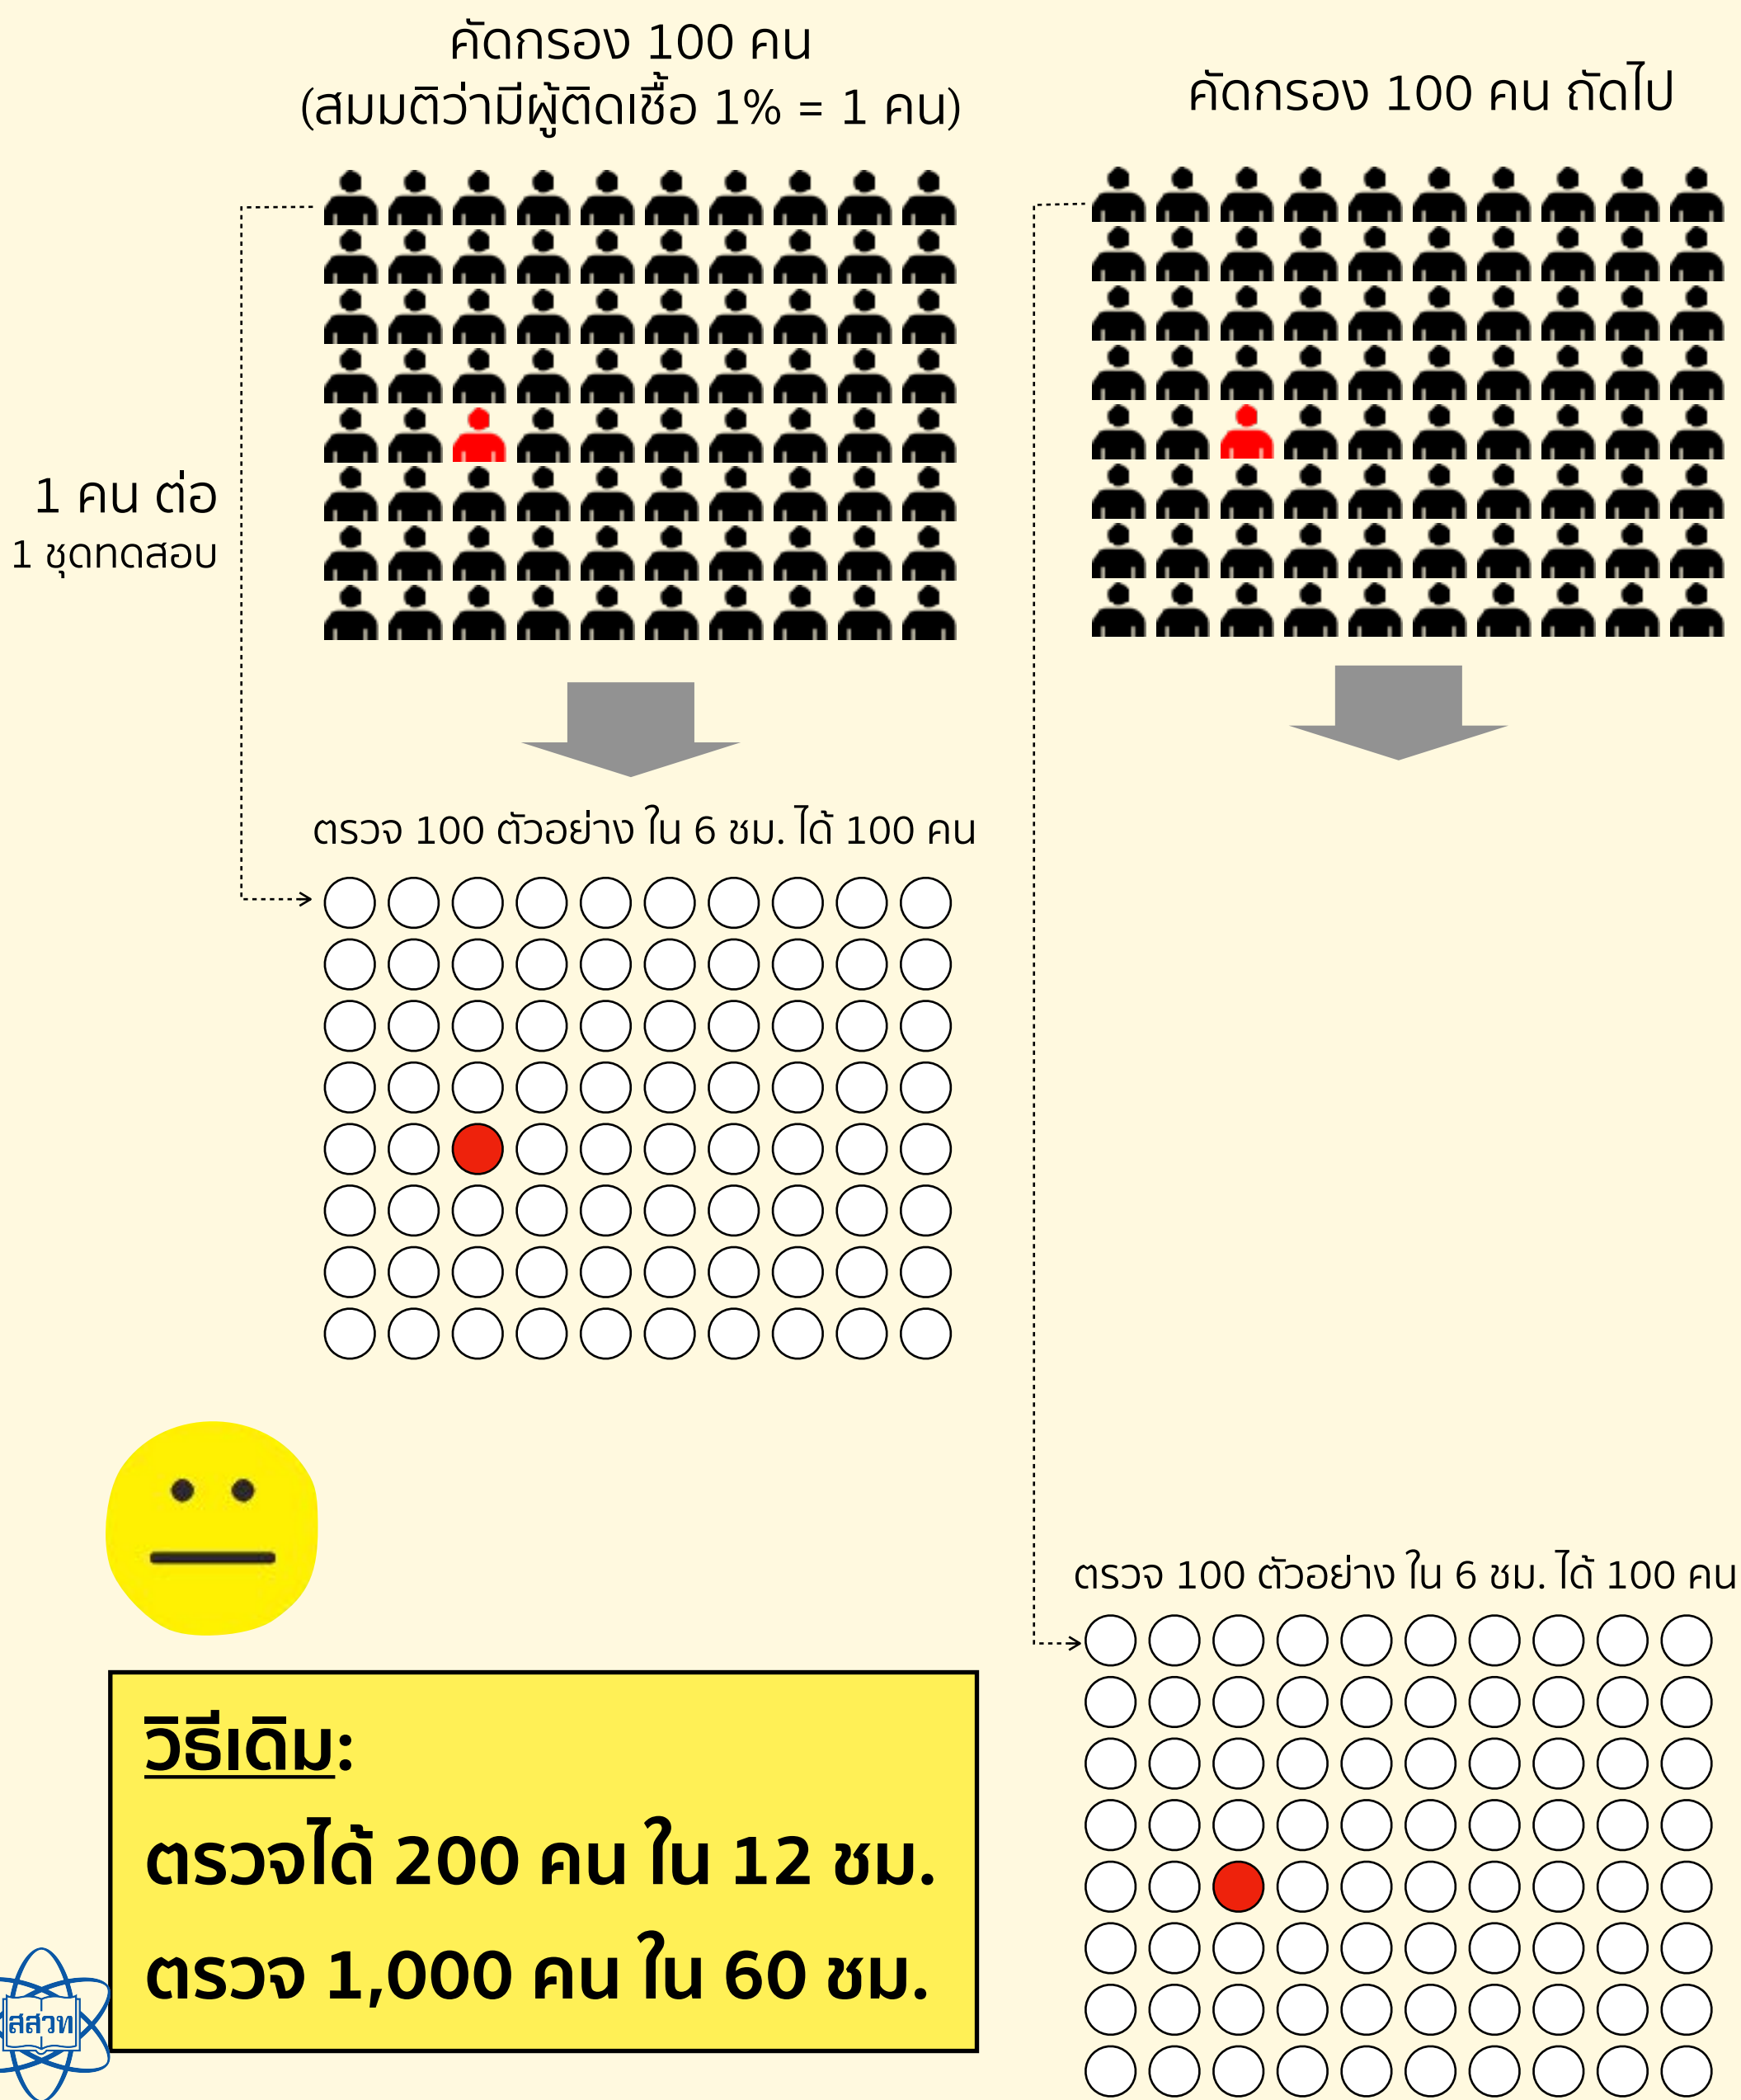 คัดกรอง 100 คน
(สมมติว่ามีผู้ติดเชื้อ 1% = 1 คน)
คัดกรอง 100 คน ถัดไป
1 คน ต่อ
1 ชุดทดสอบ
ตรวจ 100 ตัวอย่าง ใน 6 ชม. ได้ 100 คน
ตรวจ 100 ตัวอย่าง ใน 6 ชม. ได้ 100 คน
วิธีเดิม:
ตรวจได้ 200 คน ใน 12 ชม.
ตรวจ 1,000 คน ใน 60 ชม.
สสวท